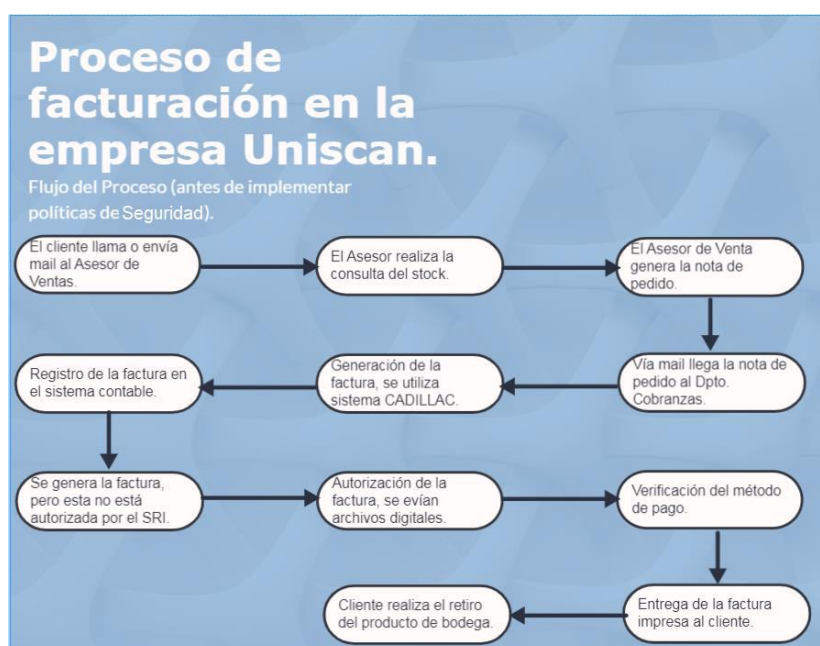 Proceso de
facturación en la
empresa Uniscan.
Flujo del Proceso (antes de implementar
políticas de Seguridad).
El cliente llama o envía
mail al Asesor de
Ventas.
El Asesor realiza la
consulta del stock.
El Asesor de Venta
genera la nota de
pedido.
Vía mail llega la nota de
pedido al Dpto.
Cobranzas.
Generación de la
factura, se utiliza
sistema CADILLAC.
Registro de la factura en
el sistema contable.
Se genera la factura,
pero esta no está
autorizada por el SRI.
Autorización de la
factura, se evían
archivos digitales.
Verificación del método
de pago.
Entrega de la factura
impresa al cliente.
Cliente realiza el retiro
del producto de bodega.